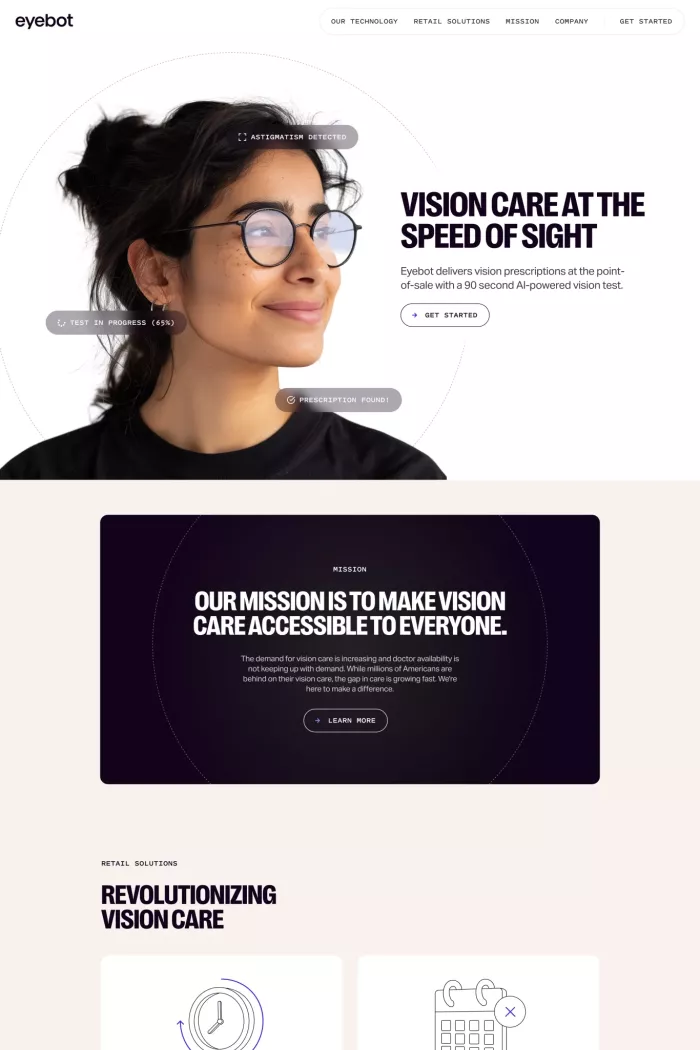 eyebot
OUR TECHNOLOGY RETAIL SOLUTIONS MISSION COMPANY GET STARTED
ASTIGMATISM DETECTED
VISION CARE AT THE
SPEED OF SIGHT
Eyebot delivers vision prescriptions at the point-
of-sale with a 90 second AI-powered vision test.
GET STARTED
TEST IN PROGRESS (65%)
PRESCRIPTION FOUND!
MISSION
OUR MISSION IS TO MAKE VISION
CARE ACCESSIBLE TO EVERYONE.
The demand for vision care is increasing and doctor availability is
not keeping up with demand. While millions of Americans are
behind on their vision care, the gap in care is growing fast. We're
here to make a difference.
LEARN MORE
RETAIL SOLUTIONS
REVOLUTIONIZING
VISION CARE